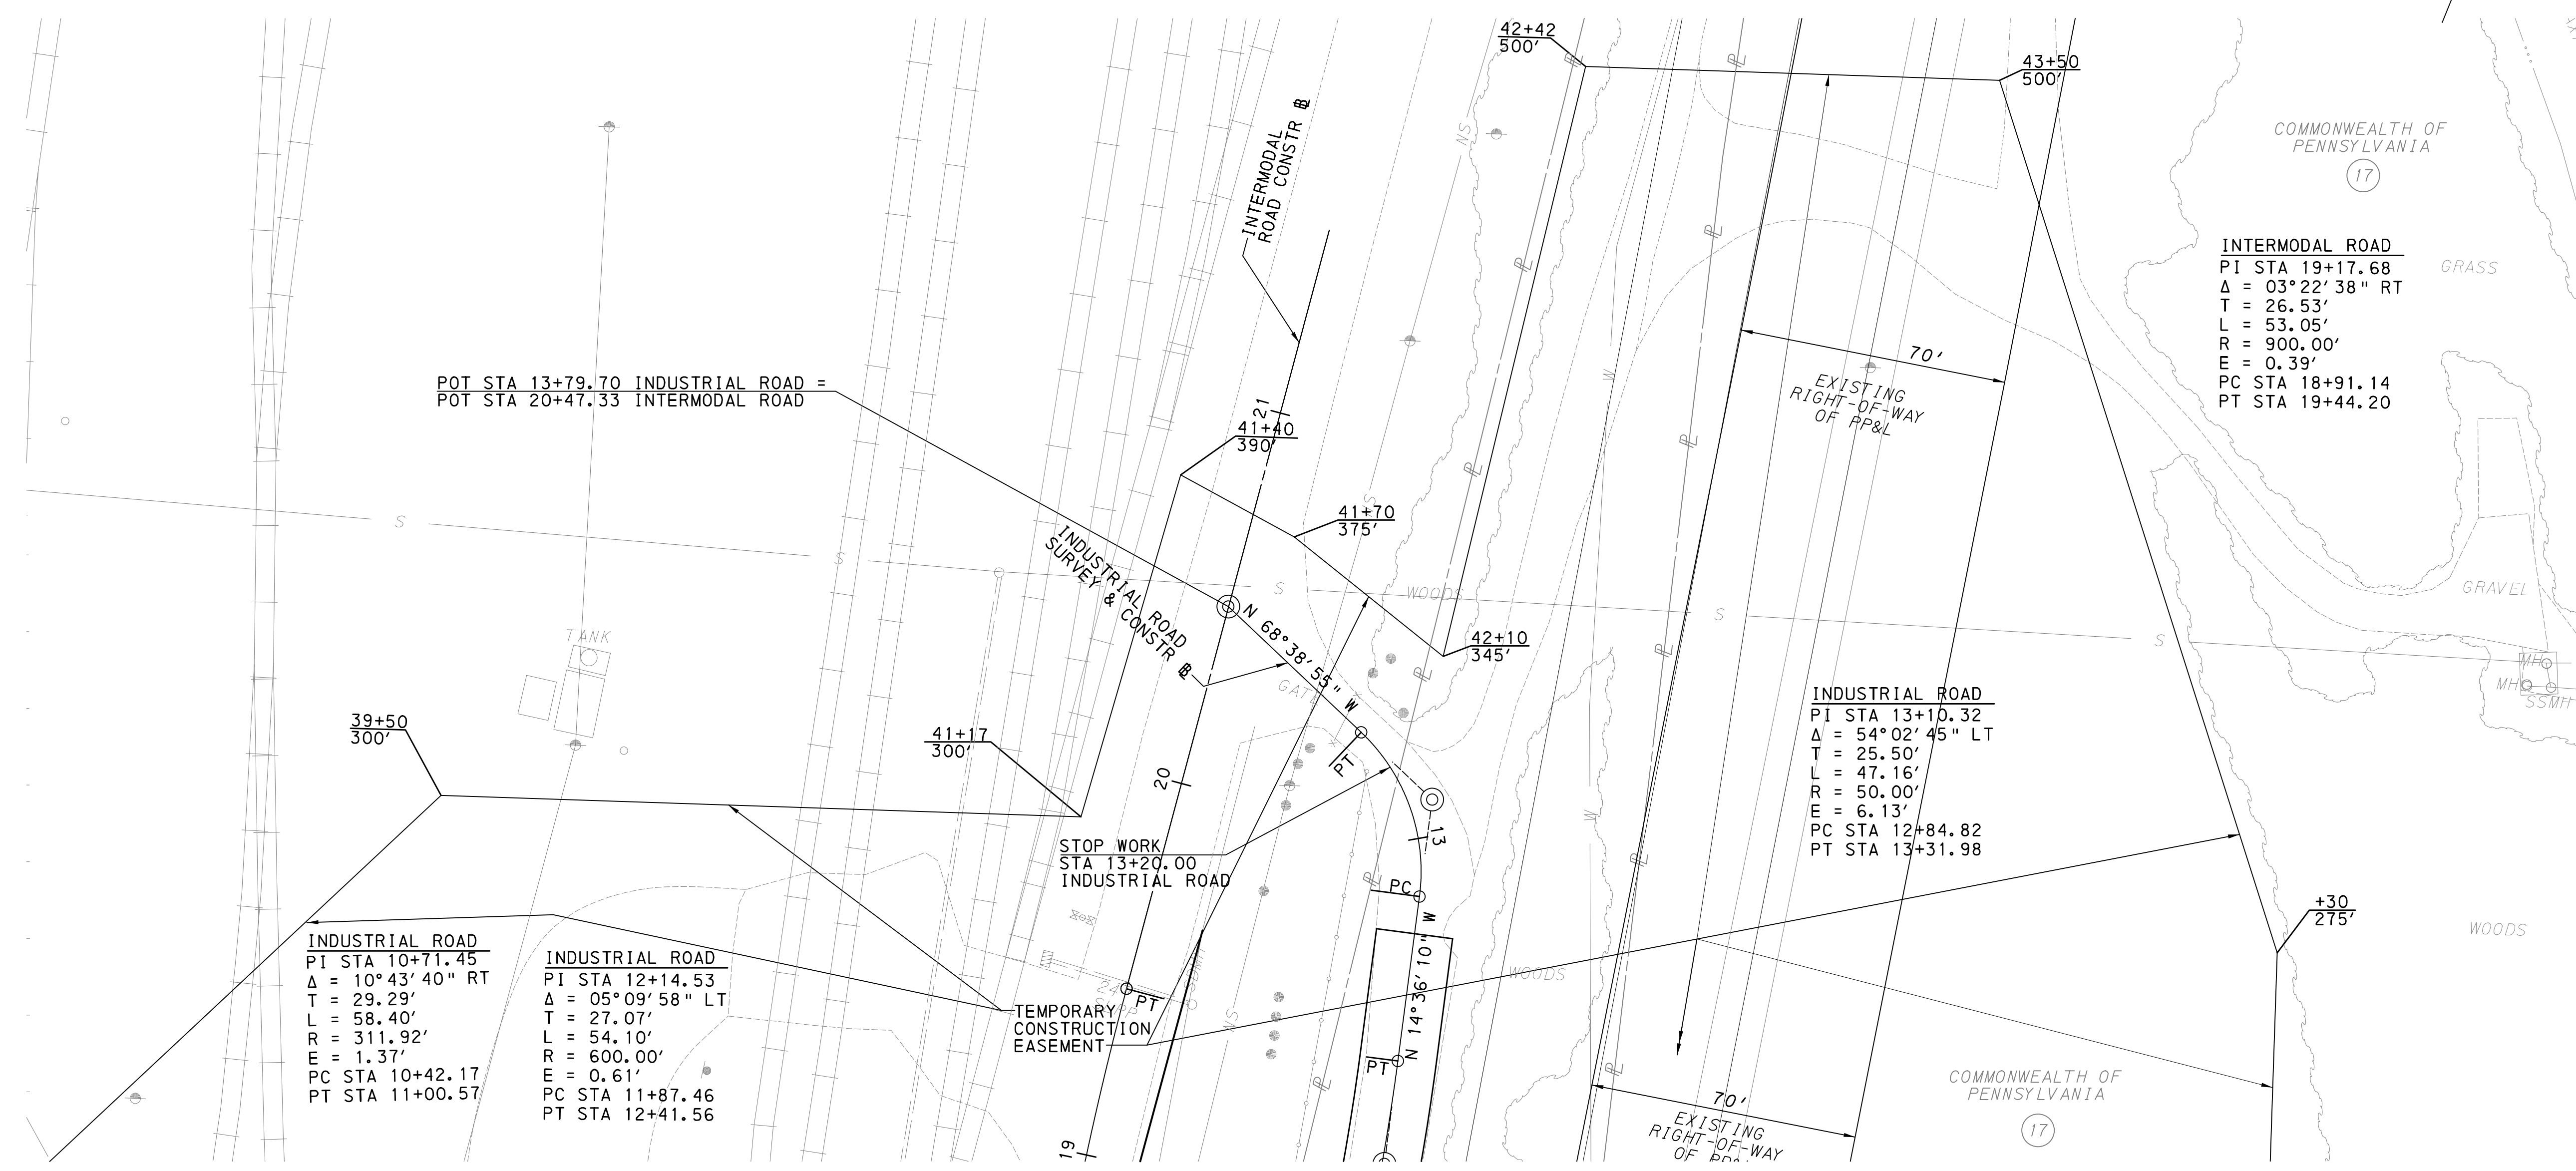 42+42
500'
43+50
500'
COMMONWEALTH OF
PENNSYLVANIA
17
INTERMODAL
ROAD CONSTR ℄
NS
INTERMODAL ROAD
PI STA 19+17.68
Δ = 03°22'38" RT
T = 26.53'
L = 53.05'
R = 900.00'
E = 0.39'
PC STA 18+91.14
PT STA 19+44.20
GRASS
70'
EXISTING
RIGHT-OF-WAY
OF PP&L
POT STA 13+79.70 INDUSTRIAL ROAD =
POT STA 20+47.33 INTERMODAL ROAD
21
41+40
390'
41+70
375'
S
S
S
S
S
S
INDUSTRIAL ROAD
SURVEY & CONSTR
WOODS
GRAVEL
N 68°38'55" W
42+10
345'
TANK
GATE
MH
MH
SSMH
INDUSTRIAL ROAD
PI STA 13+10.32
Δ = 54°02'45" LT
T = 25.50'
L = 47.16'
R = 50.00'
E = 6.13'
PC STA 12+84.82
PT STA 13+31.98
39+50
300'
41+17
300'
PT
20
W
W
13
STOP WORK
STA 13+20.00
INDUSTRIAL ROAD
PC
+30
275'
WOODS
WOODS
INDUSTRIAL ROAD
PI STA 10+71.45
Δ = 10°43'40" RT
T = 29.29'
L = 58.40'
R = 311.92'
E = 1.37'
PC STA 10+42.17
PT STA 11+00.57
INDUSTRIAL ROAD
PI STA 12+14.53
Δ = 05°09'58" LT
T = 27.07'
L = 54.10'
R = 600.00'
E = 0.61'
PC STA 11+87.46
PT STA 12+41.56
PT
TEMPORARY
CONSTRUCTION
EASEMENT
NS
N 14°36'10" W
PT
COMMONWEALTH OF
PENNSYLVANIA
17
70'
EXISTING
RIGHT-OF-WAY
19